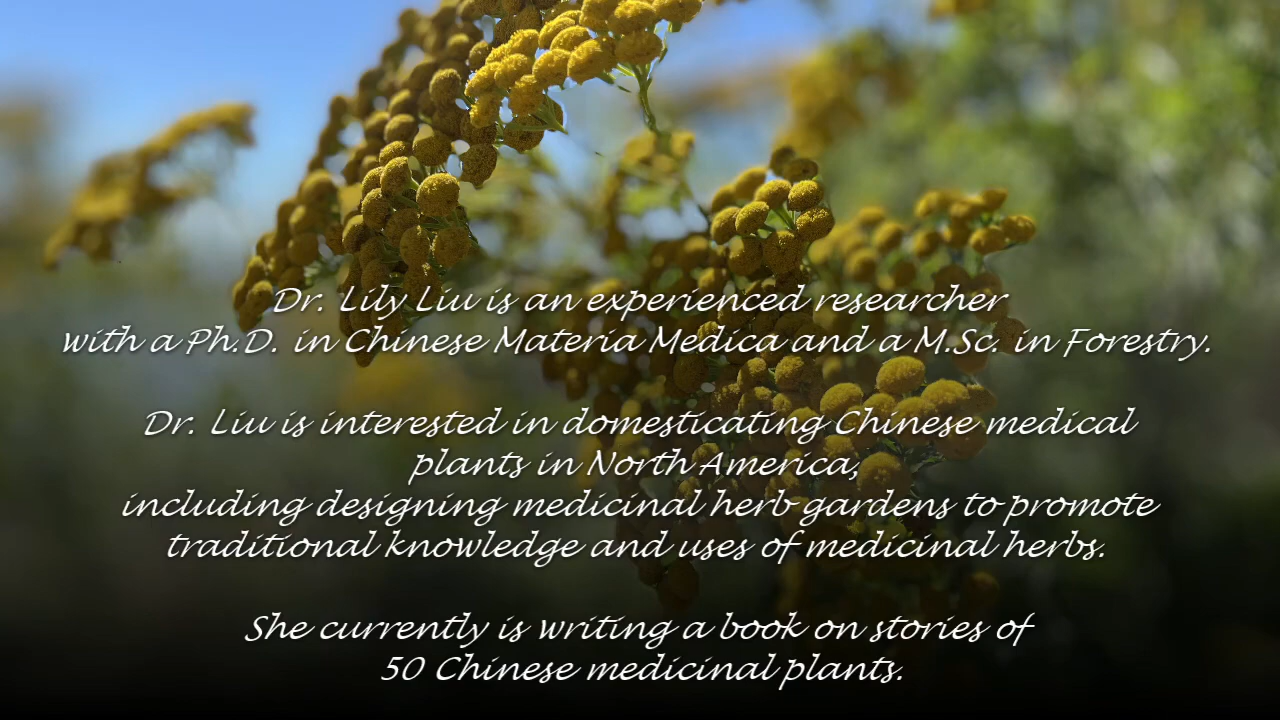 Dr. Lily Liu is an experienced researcher
with a Ph.D. in Chinese Materia Medica and a M.Sc. in Forestry.
Dr. Liu is interested in domesticating Chinese medical
plants in North America,
including designing medicinal herb gardens to promote
traditional knowledge and uses of medicinal herbs.
She currently is writing a book on stories of
50 Chinese medicinal plants.